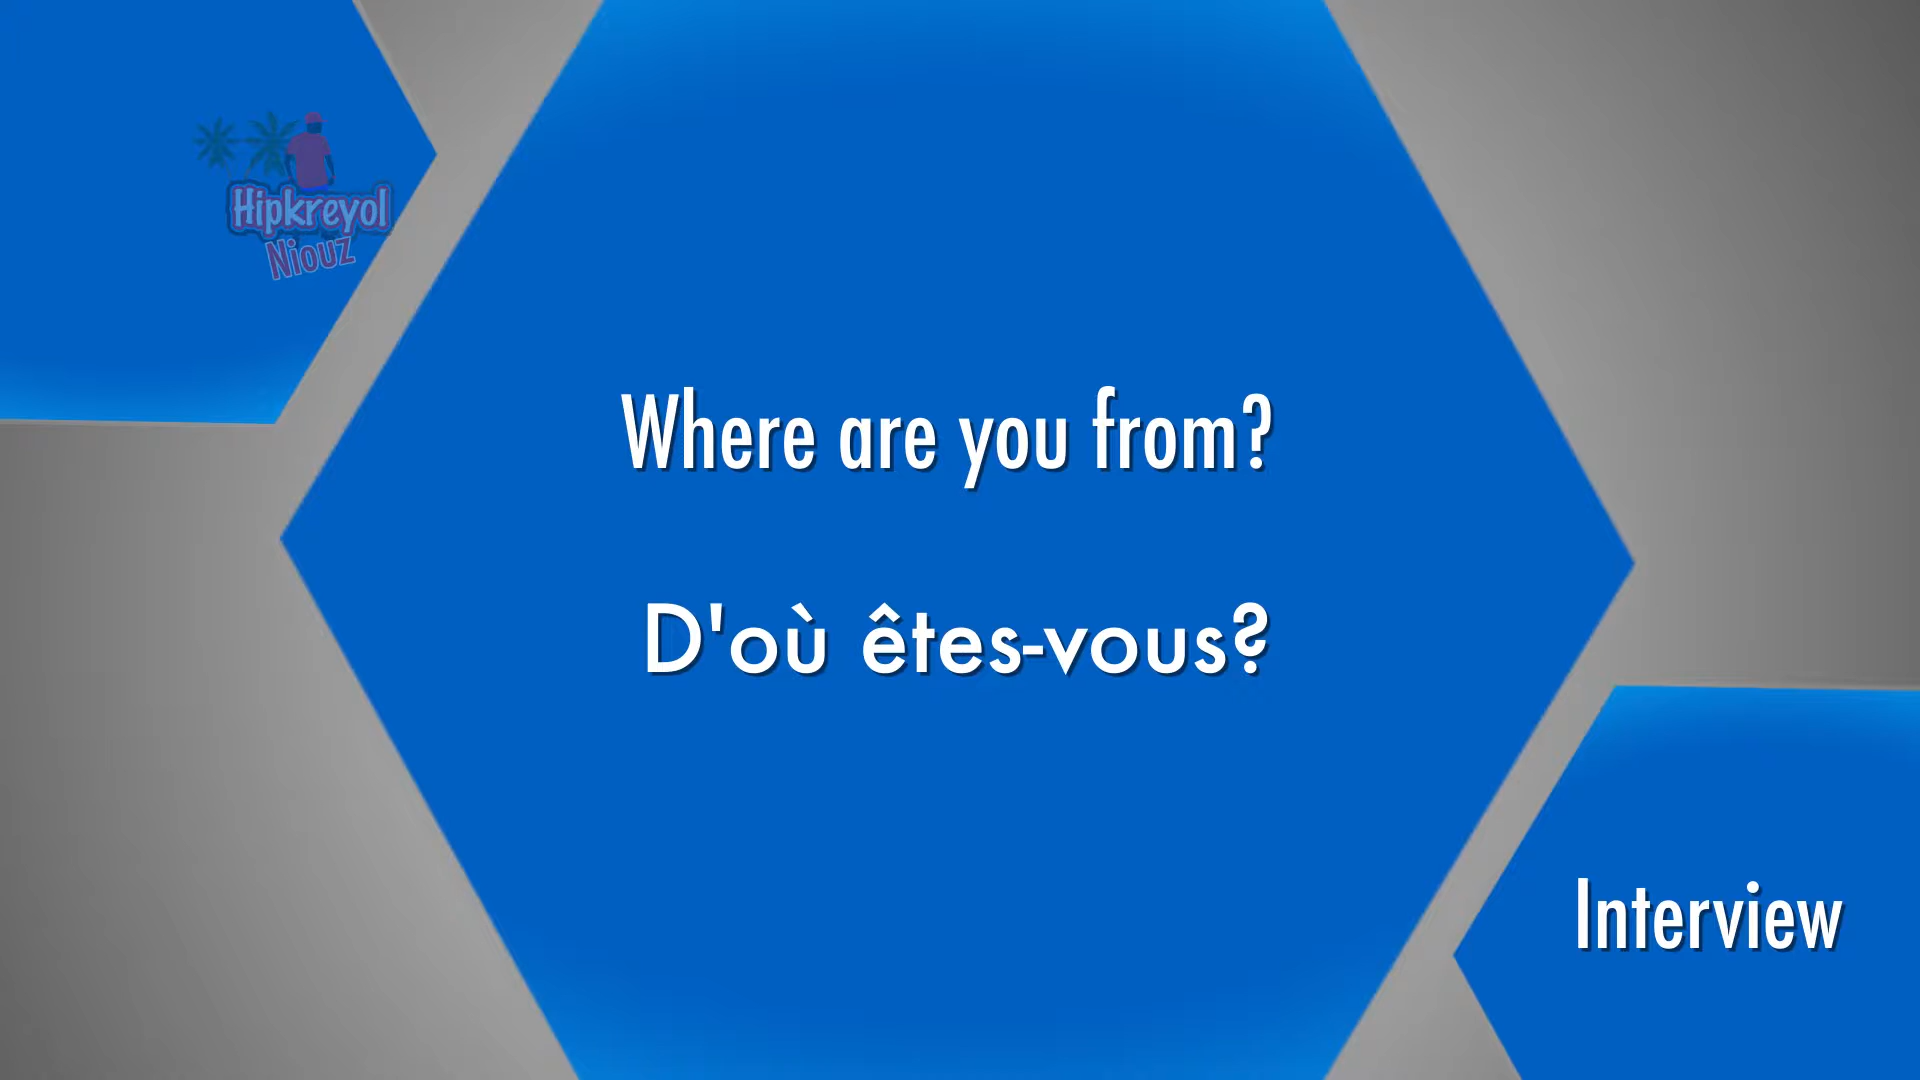 Hipkreyol
Niouz
Where are you from?
D'où êtes-vous?
Interview